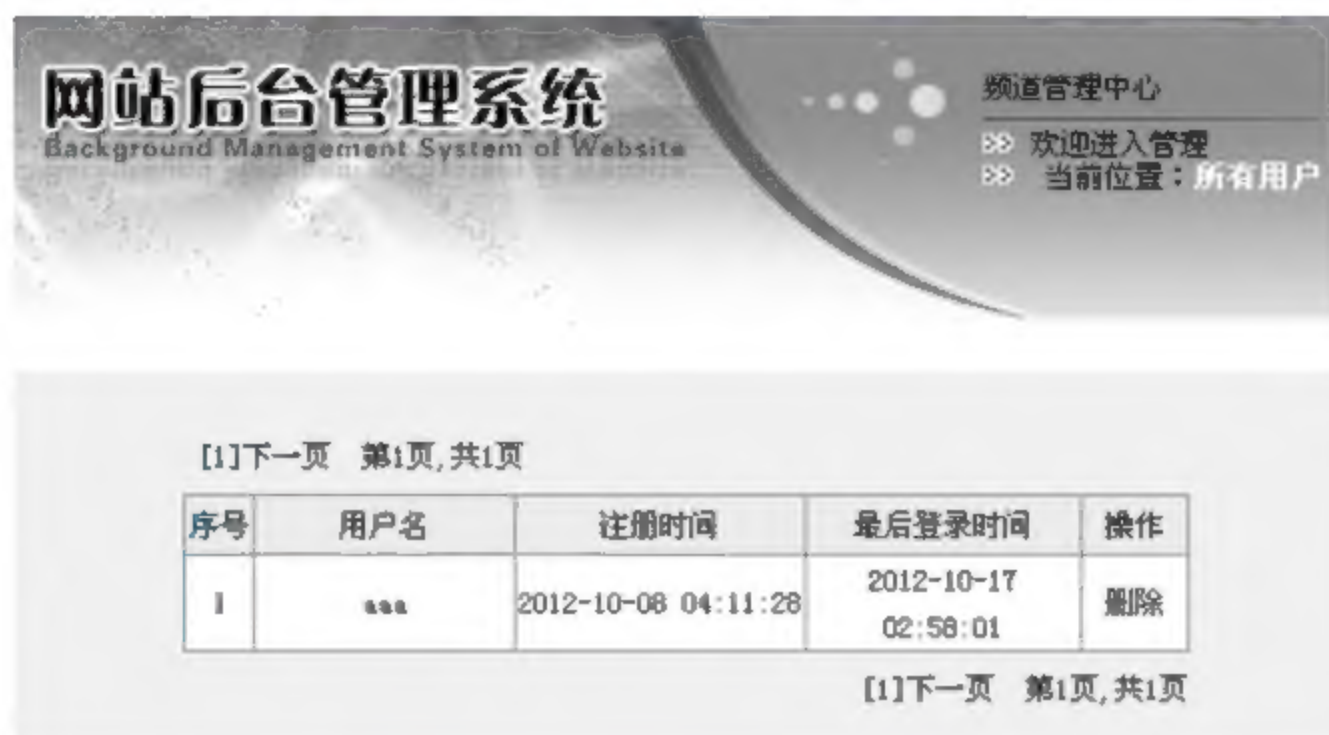 网站后台管理系统
Background Management System of Website
频道管理中心
欢迎进入管理
当前位置：所有用户
[1]下一页 第1页,共1页
序号 用户名 注册时间 最后登录时间 操作
1 aaa 2012-10-08 04:11:28 2012-10-17 删除
02:58:01
[1]下一页 第1页,共1页